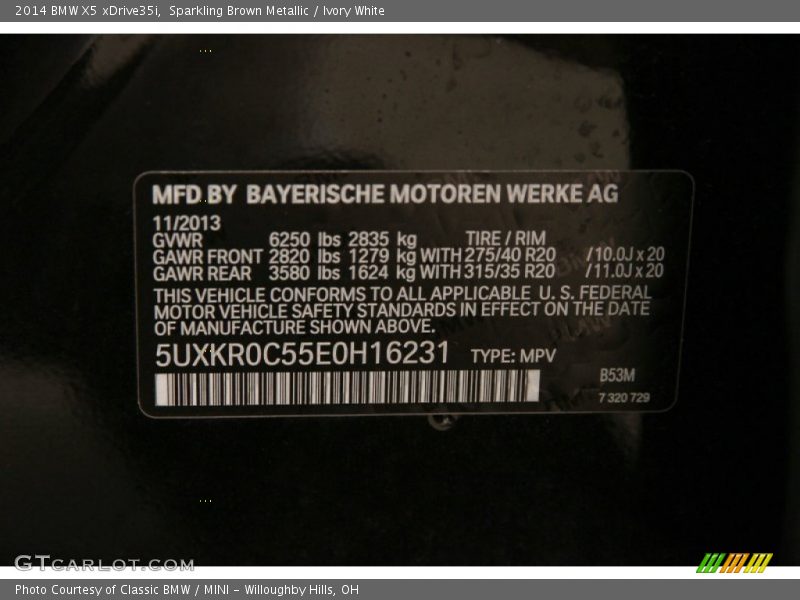 2014 BMW X5 xDrive35i, Sparkling Brown Metallic / Ivory White
MFD BY BAYERISCHE MOTOREN WERKE AG
11/2013
GVWR 6250 lbs 2835 kg TIRE / RIM
GAWR FRONT 2820 lbs 1279 kg WITH 275/40 R20 /10.0J x 20
GAWR REAR 3580 lbs 1624 kg WITH 315/35 R20 /11.0J x 20
THIS VEHICLE CONFORMS TO ALL APPLICABLE U. S. FEDERAL
MOTOR VEHICLE SAFETY STANDARDS IN EFFECT ON THE DATE
OF MANUFACTURE SHOWN ABOVE.
5UXKR0C55E0H16231 TYPE: MPV
B53M
7 320 729
GTCARLOT.COM
Photo Courtesy of Classic BMW / MINI - Willoughby Hills, OH